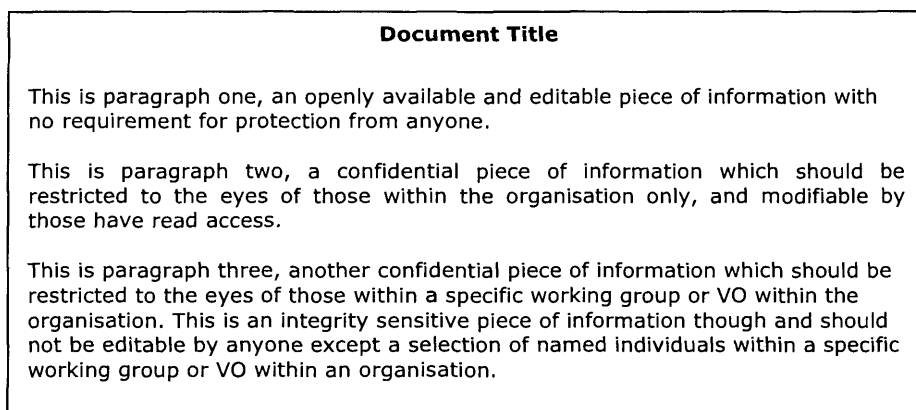 Document Title
This is paragraph one, an openly available and editable piece of information with
no requirement for protection from anyone.
This is paragraph two, a confidential piece of information which should be
restricted to the eyes of those within the organisation only, and modifiable by
those have read access.
This is paragraph three, another confidential piece of information which should be
restricted to the eyes of those within a specific working group or VO within the
organisation. This is an integrity sensitive piece of information though and should
not be editable by anyone except a selection of named individuals within a specific
working group or VO within an organisation.